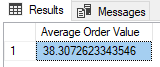 Results Messages
Average Order Value
1 38.3072623343546